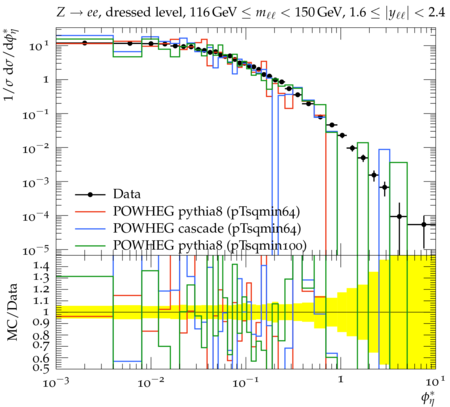 Z → ee, dressed level, 116 GeV ≤ mℓℓ < 150 GeV, 1.6 ≤ |yℓℓ| < 2.4
1/σ dσ/dφ*η
10¹
1
10⁻¹
10⁻²
10⁻³
10⁻⁴
10⁻⁵
Data
POWHEG pythia8 (pTsqmin64)
POWHEG cascade (pTsqmin64)
POWHEG pythia8 (pTsqmin100)
MC/Data
1.4
1.3
1.2
1.1
1
0.9
0.8
0.7
0.6
0.5
10⁻³ 10⁻² 10⁻¹ 1 10¹
φ*η